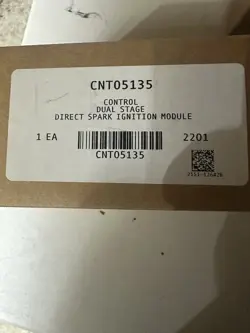 CNT05135
CONTROL
DUAL STAGE
DIRECT SPARK IGNITION MODULE
1 EA 2201
CNT05135